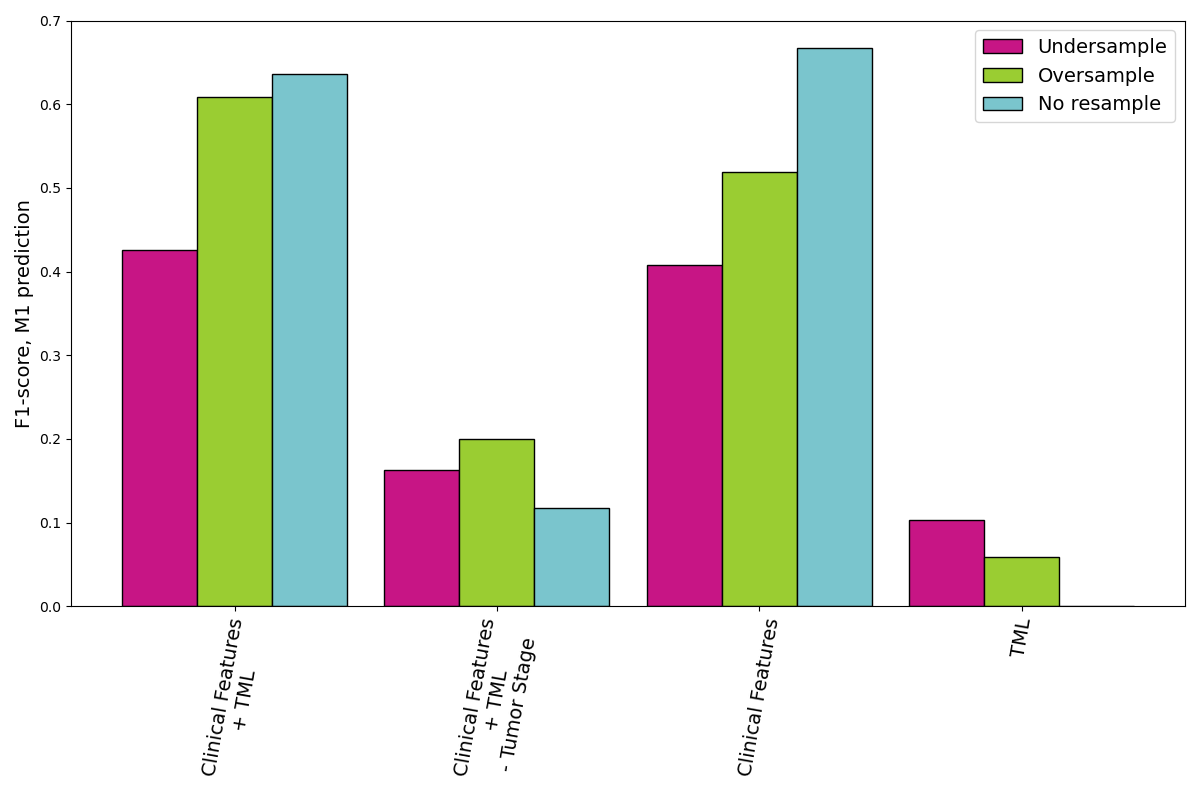 0.7
0.6
0.5
0.4
0.3
0.2
0.1
0.0
F1-score, M1 prediction
Undersample
Oversample
No resample
Clinical Features
+ TML
Clinical Features
+ TML
- Tumor Stage
Clinical Features
TML